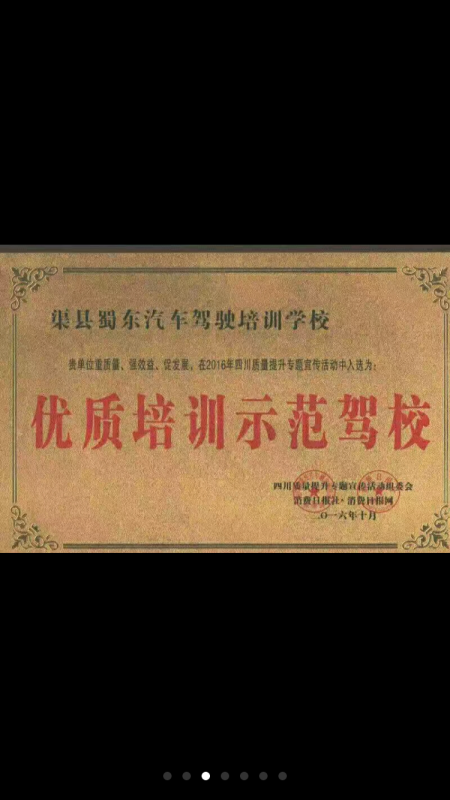 渠县蜀东汽车驾驶培训学校
贵单位重质量、强效益、促发展，在2016年四川质量提升专题宣传活动中入选为：
优质培训示范驾校
四川质量提升专题宣传活动组委会
消费日报社·消费日报网
二〇一六年十月